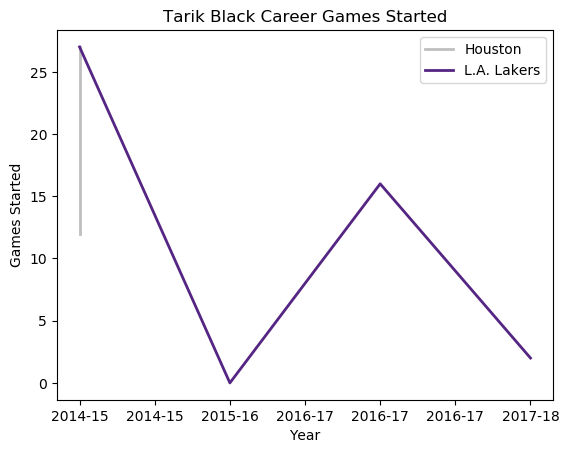 Tarik Black Career Games Started
Houston
L.A. Lakers
Games Started
25
20
15
10
5
0
2014-15 2014-15 2015-16 2016-17 2016-17 2016-17 2017-18
Year